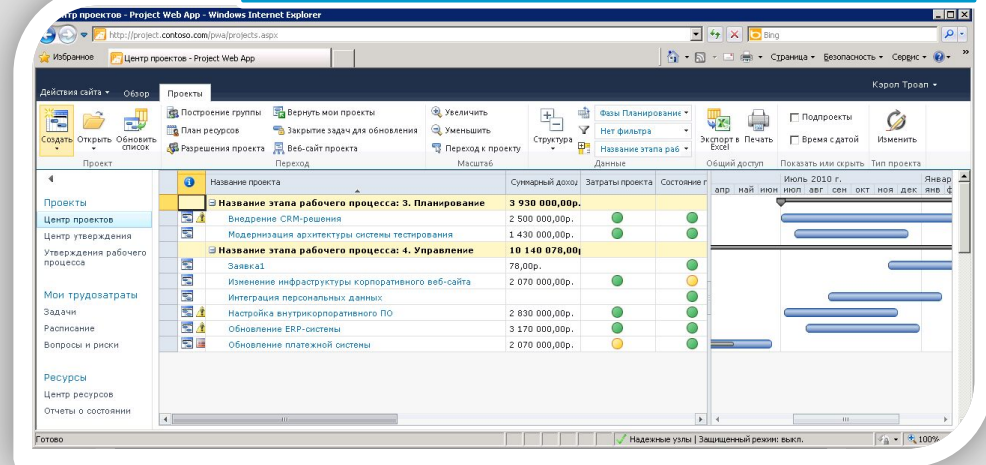 нтр проектов - Project Web App - Windows Internet Explorer
http://project.contoso.com/pwa/projects.aspx
Bing
Избранное
Центр проектов - Project Web App
Страница
Безопасность
Сервис
Кэрол Троап
Действия сайта
Обзор
Проекты
Создать
Открыть
Обновить список
Проект
Построение группы
План ресурсов
Разрешения проекта
Вернуть мои проекты
Закрытие задач для обновления
Веб-сайт проекта
Переход
Увеличить
Уменьшить
Переход к проекту
Масштаб
Структура
Фазы Планирование
Нет фильтра
Название этапа раб
Данные
Экспорт в Excel
Печать
Общий доступ
Подпроекты
Время с датой
Показать или скрыть
Изменить
Тип проекта
Проекты
Центр проектов
Центр утверждения
Утверждения рабочего
процесса
Мои трудозатраты
Задачи
Расписание
Вопросы и риски
Ресурсы
Центр ресурсов
Отчеты о состоянии
Название проекта Суммарный доход Затраты проекта Состояние г
Июль 2010 г. Январ
апр май июн июл авг сен окт ноя дек янв ф
Название этапа рабочего процесса: 3. Планирование 3 930 000,00р.
Внедрение CRM-решения 2 500 000,00р.
Модернизация архитектуры системы тестирования 1 430 000,00р.
Название этапа рабочего процесса: 4. Управление 10 140 078,00р
Заявка1 78,00р.
Изменение инфраструктуры корпоративного веб-сайта 2 070 000,00р.
Интеграция персональных данных
Настройка внутрикорпоративного ПО 2 830 000,00р.
Обновление ERP-системы 3 170 000,00р.
Обновление платежной системы 2 070 000,00р.
Готово
Надежные узлы | Защищенный режим: выкл.
100%